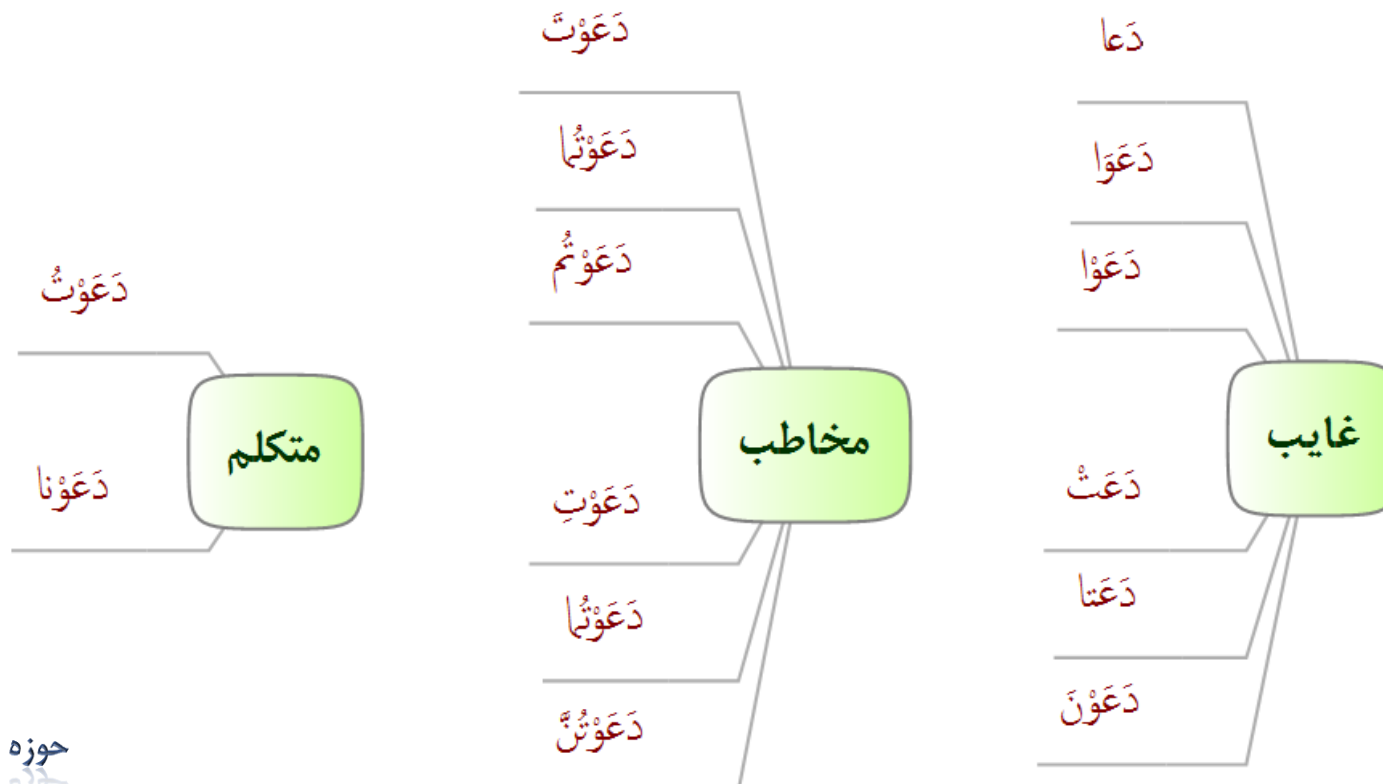 دَعا
دَعَوَا
دَعَوْا
غایب
دَعَتْ
دَعَتا
دَعَوْنَ
دَعَوْتَ
دَعَوْتُما
دَعَوْتُم
مخاطب
دَعَوْتِ
دَعَوْتُما
دَعَوْتُنَّ
دَعَوْتُ
متکلم
دَعَوْنا
حوزه